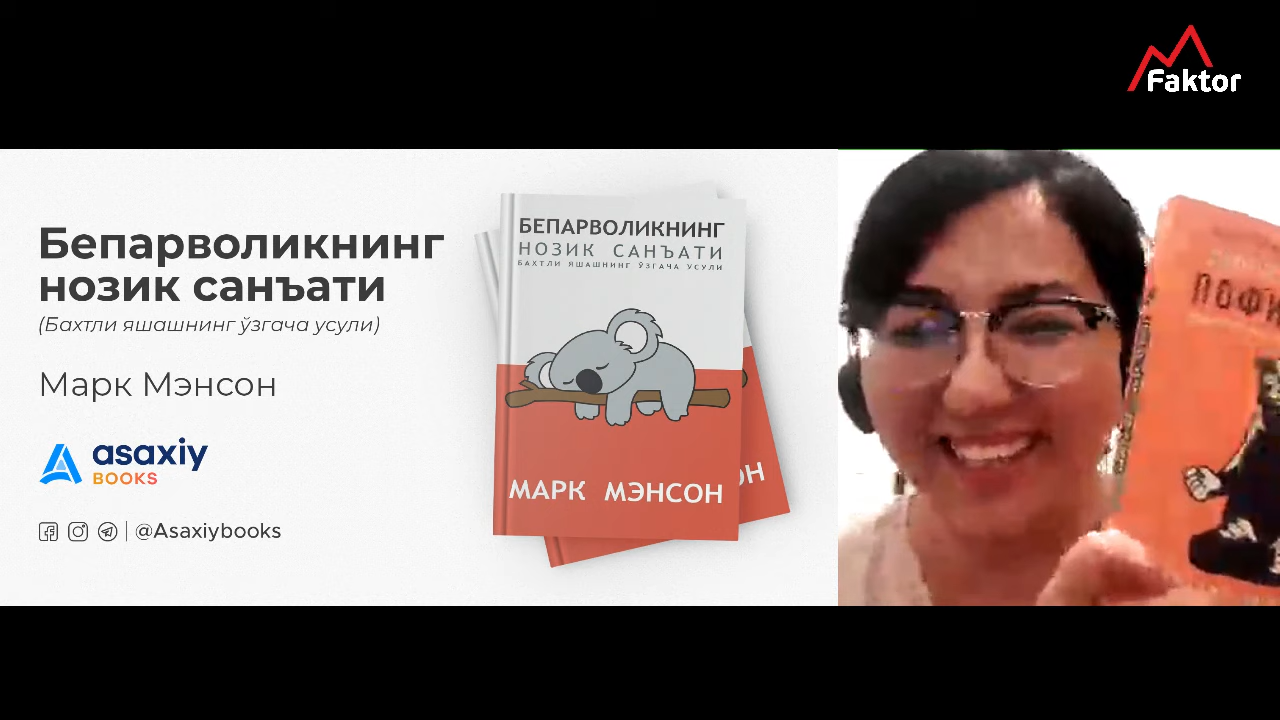 Faktor
Бепарволикнинг
нозик санъати
(Бахтли яшашнинг ўзгача усули)
Марк Мэнсон
asaxiy
BOOKS
@Asaxiybooks
БЕПАРВОЛИКНИНГ
НОЗИК САНЪАТИ
БАХТЛИ ЯШАШНИНГ ЎЗГАЧА УСУЛИ
МАРК МЭНСОН
ОН